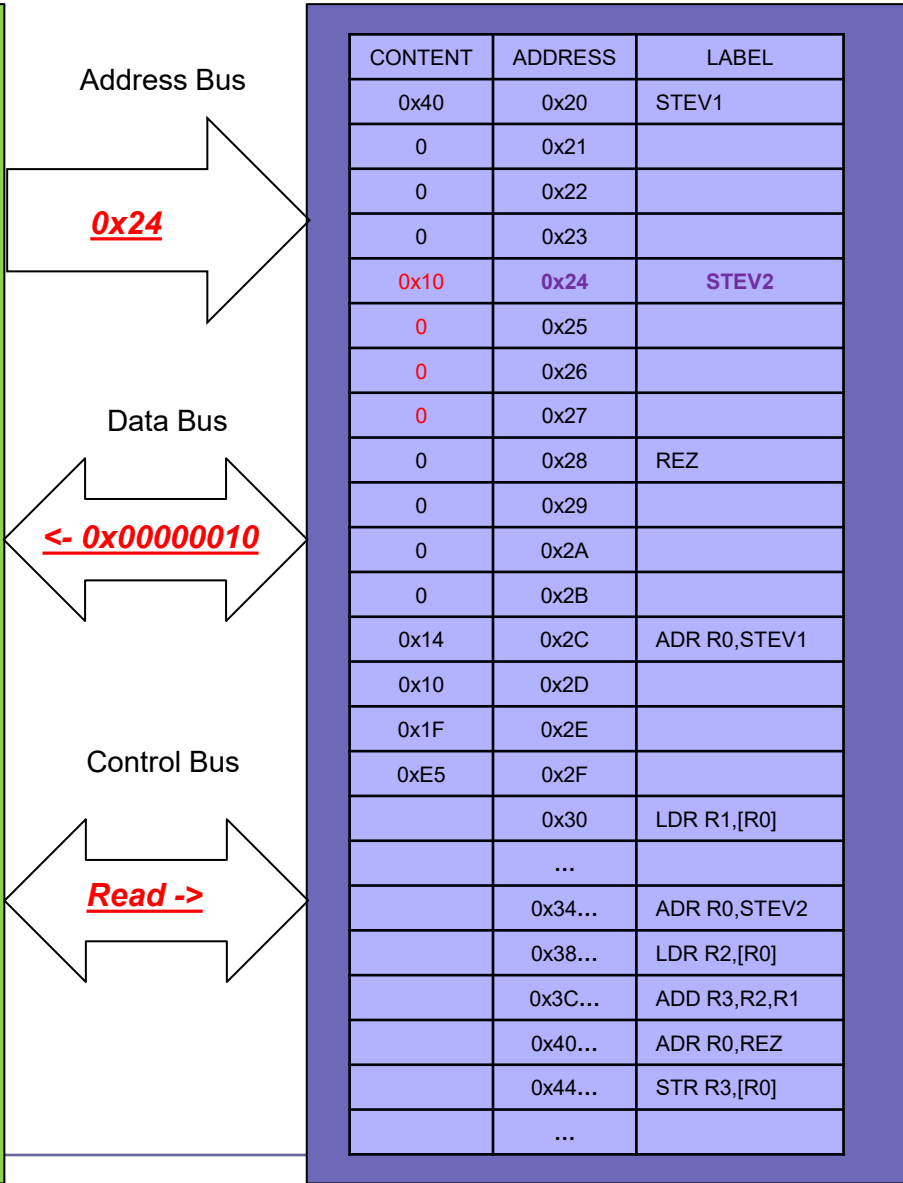 Address Bus
0x24
Data Bus
<- 0x00000010
Control Bus
Read ->
CONTENT ADDRESS LABEL
0x40 0x20 STEV1
0 0x21
0 0x22
0 0x23
0x10 0x24 STEV2
0 0x25
0 0x26
0 0x27
0 0x28 REZ
0 0x29
0 0x2A
0 0x2B
0x14 0x2C ADR R0,STEV1
0x10 0x2D
0x1F 0x2E
0xE5 0x2F
0x30 LDR R1,[R0]
...
0x34... ADR R0,STEV2
0x38... LDR R2,[R0]
0x3C... ADD R3,R2,R1
0x40... ADR R0,REZ
0x44... STR R3,[R0]
...